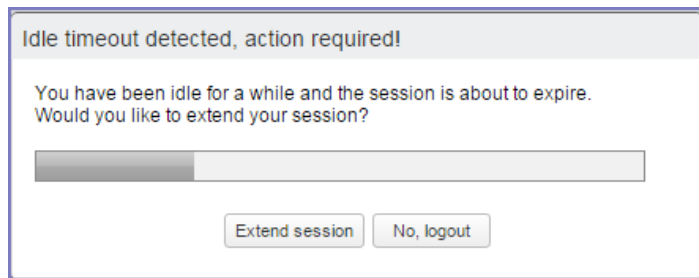 Idle timeout detected, action required!
You have been idle for a while and the session is about to expire.
Would you like to extend your session?
Extend session
No, logout